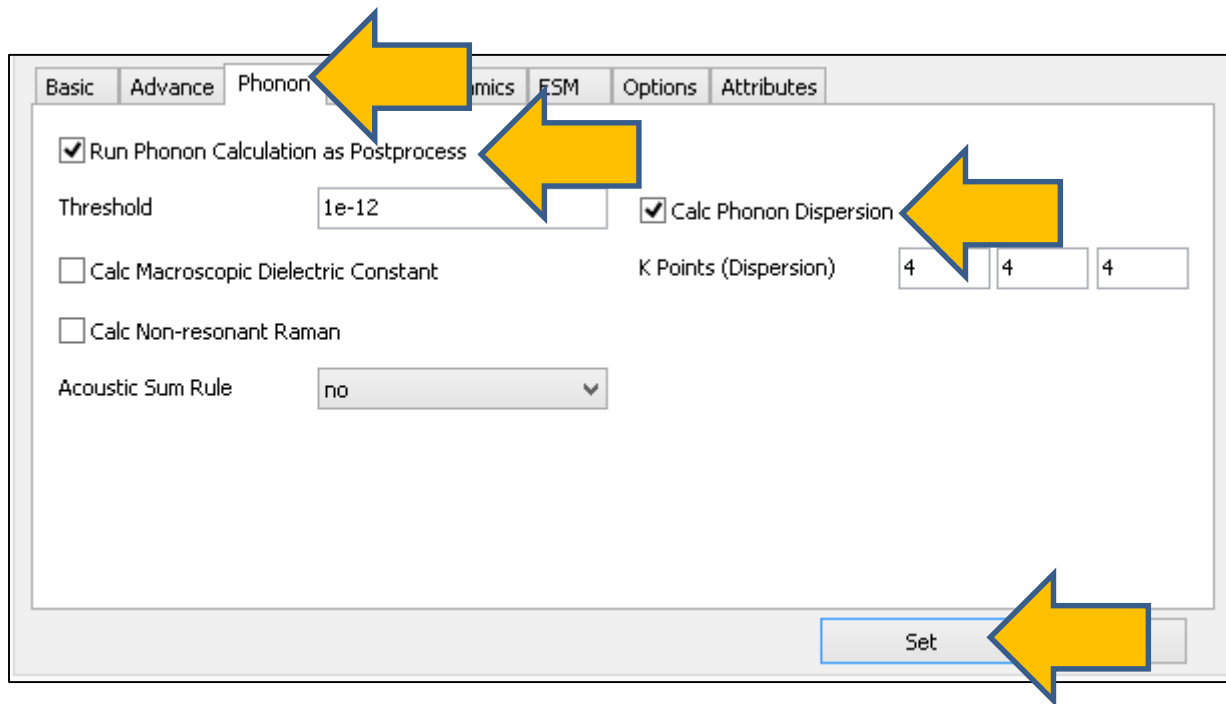 Basic Advance Phonon mics ESM Options Attributes
Run Phonon Calculation as Postprocess
Threshold 1e-12 Calc Phonon Dispersion
Calc Macroscopic Dielectric Constant K Points (Dispersion) 4 4 4
Calc Non-resonant Raman
Acoustic Sum Rule no
Set